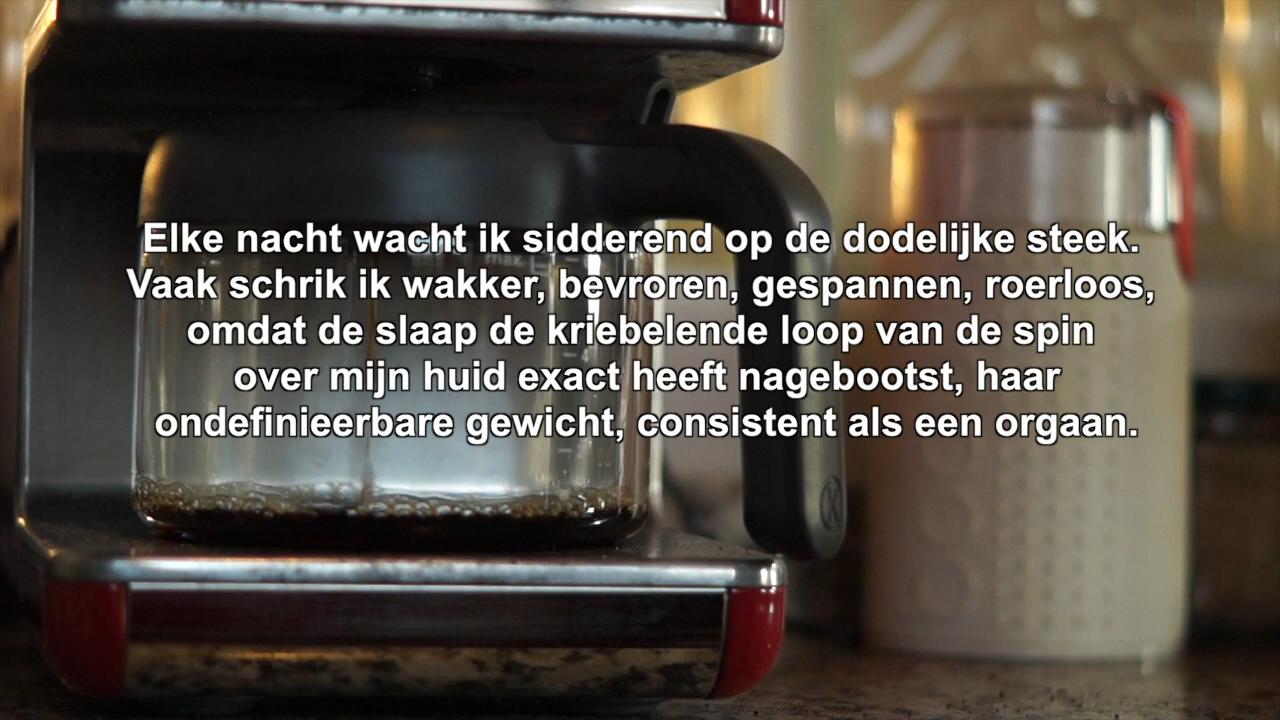 Elke nacht wacht ik sidderend op de dodelijke steek.
Vaak schrik ik wakker, bevroren, gespannen, roerloos,
omdat de slaap de kriebelende loop van de spin
over mijn huid exact heeft nagebootst, haar
ondefinieerbare gewicht, consistent als een orgaan.
max.
4